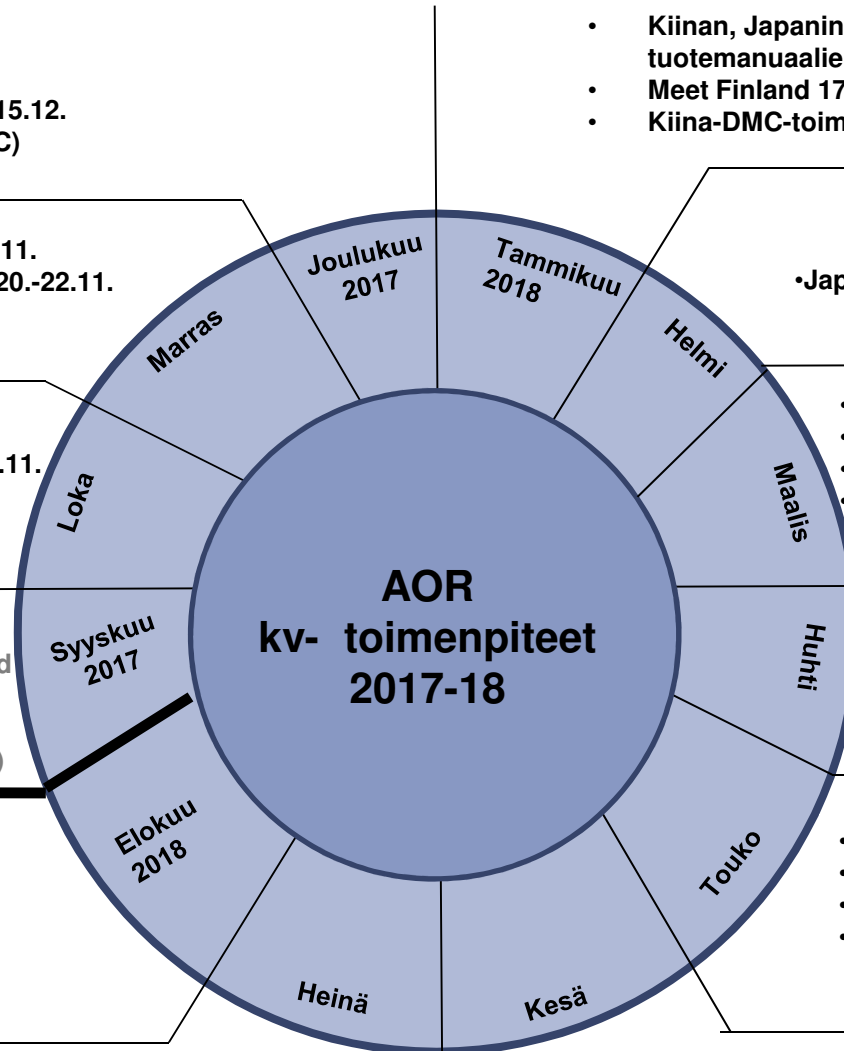 15.12.
C)
11.
20.-22.11.
.11.
d
)
• Kiinan, Japanin
tuotemanuaalie
• Meet Finland 17
• Kiina-DMC-toim
•Jap
Joulukuu
2017
Tammikuu
2018
Helmi
Maalis
Huhti
Touko
Kesä
Heinä
Elokuu
2018
Syyskuu
2017
Loka
Marras
AOR
kv- toimenpiteet
2017-18